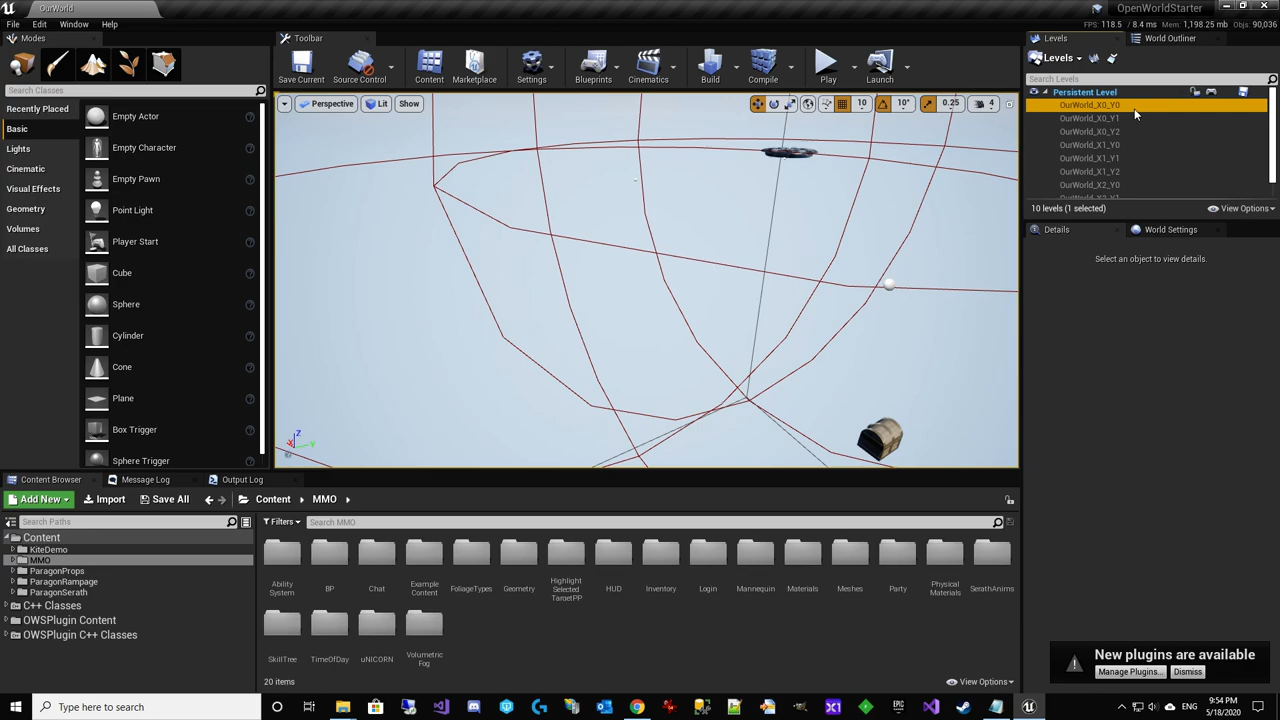 OurWorld
OpenWorldStarter
File Edit Window Help
FPS: 118.5 / 8.4 ms Mem: 1,198.25 mb Objs: 90,036
Modes
Toolbar
Levels
World Outliner
Save Current
Source Control
Content
Marketplace
Settings
Blueprints
Cinematics
Build
Compile
Play
Launch
Levels
Search Classes
Search Levels
Recently Placed
Basic
Lights
Cinematic
Visual Effects
Geometry
Volumes
All Classes
Empty Actor
Empty Character
Empty Pawn
Point Light
Player Start
Cube
Sphere
Cylinder
Cone
Plane
Box Trigger
Sphere Trigger
Perspective Lit Show
10 10° 0.25 4
Z
X
Y
Persistent Level
OurWorld_X0_Y0
OurWorld_X0_Y1
OurWorld_X0_Y2
OurWorld_X1_Y0
OurWorld_X1_Y1
OurWorld_X1_Y2
OurWorld_X2_Y0
OurWorld_X2_Y1
10 levels (1 selected)
View Options
Details
World Settings
Select an object to view details.
Content Browser
Message Log
Output Log
Add New Import Save All Content MMO
Search Paths
Filters Search MMO
Content
KiteDemo
MMO
ParagonProps
ParagonRampage
ParagonSerath
C++ Classes
OWSPlugin Content
OWSPlugin C++ Classes
Ability System
BP
Chat
Example Content
FoliageTypes
Geometry
Highlight Selected TargetPP
HUD
Inventory
Login
Mannequin
Materials
Meshes
Party
Physical Materials
SerathAnims
SkillTree
TimeOfDay
uNICORN
Volumetric Fog
20 items
View Options
New plugins are available
Manage Plugins...
Dismiss
Type here to search
9:54 PM
5/18/2020